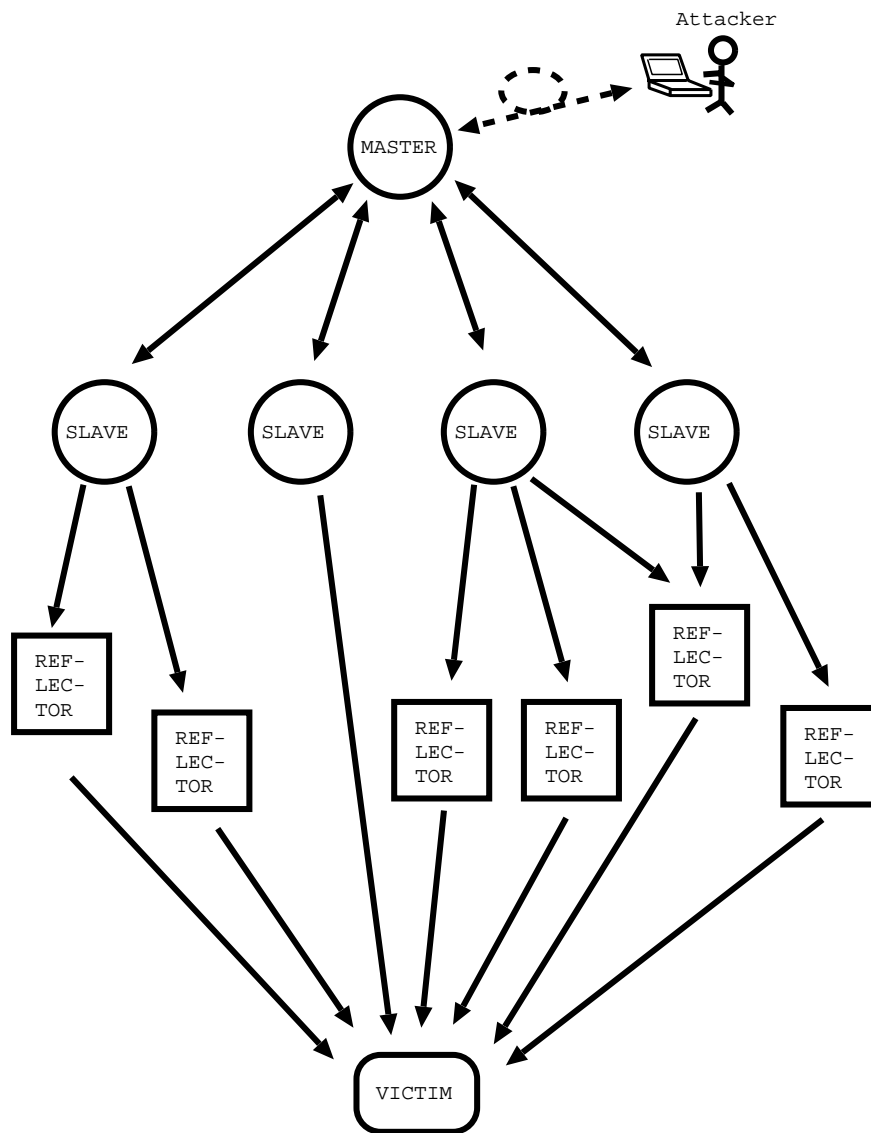 Attacker
MASTER
SLAVE
SLAVE
SLAVE
SLAVE
REF-
LEC-
TOR
REF-
LEC-
TOR
REF-
LEC-
TOR
REF-
LEC-
TOR
REF-
LEC-
TOR
REF-
LEC-
TOR
VICTIM